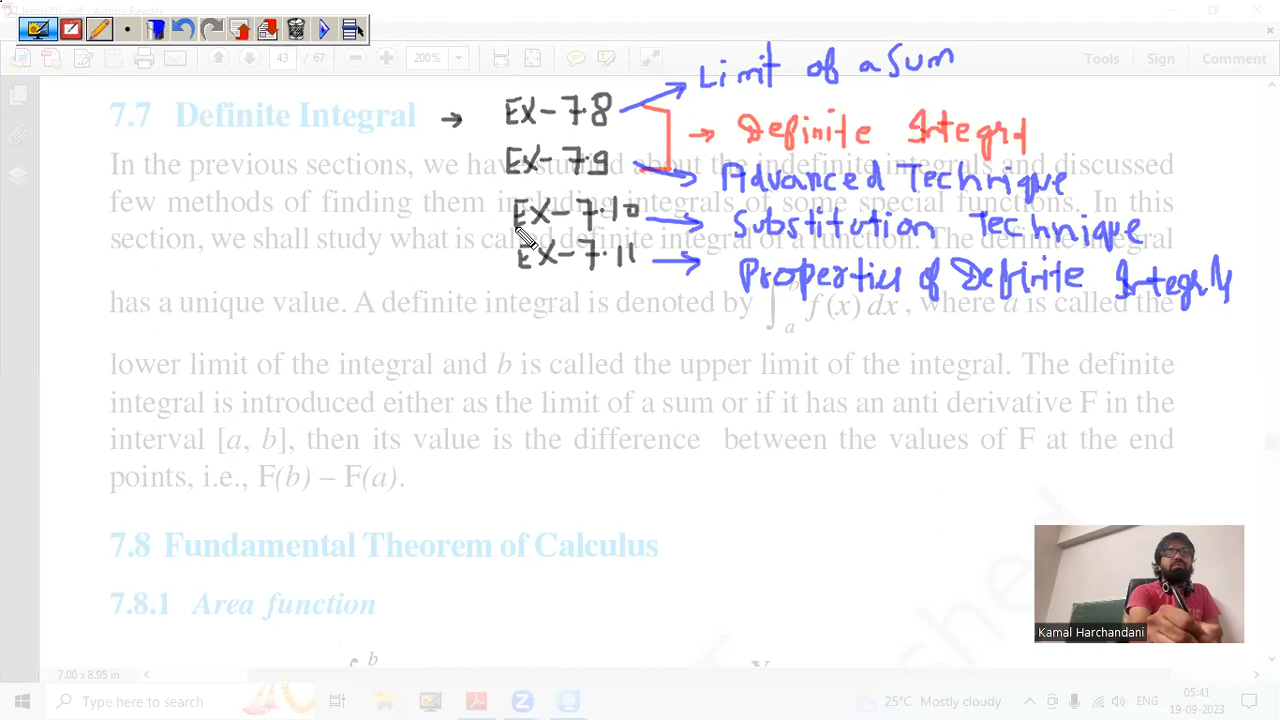 43 / 67
200%
Tools
Sign
Comment
Limit of a Sum
7.7 Definite Integral → EX-7.8
→ Definite Integral
In the previous sections, we have studied about the indefinite integrals and discussed
EX-7.9
Advanced Technique
few methods of finding them including integrals of some special functions. In this
EX-7.10 → Substitution Technique
section, we shall study what is called definite integral of a function. The definite integral
EX-7.11 → Properties of Definite Integrals
has a unique value. A definite integral is denoted by ∫_a^b f (x) dx, where a is called the
lower limit of the integral and b is called the upper limit of the integral. The definite
integral is introduced either as the limit of a sum or if it has an anti derivative F in the
interval [a, b], then its value is the difference between the values of F at the end
points, i.e., F(b) – F(a).
7.8 Fundamental Theorem of Calculus
7.8.1 Area function
b
Kamal Harchandani
7.00 x 8.95 in
Type here to search
25°C Mostly cloudy
ENG
05:41
19-09-2023